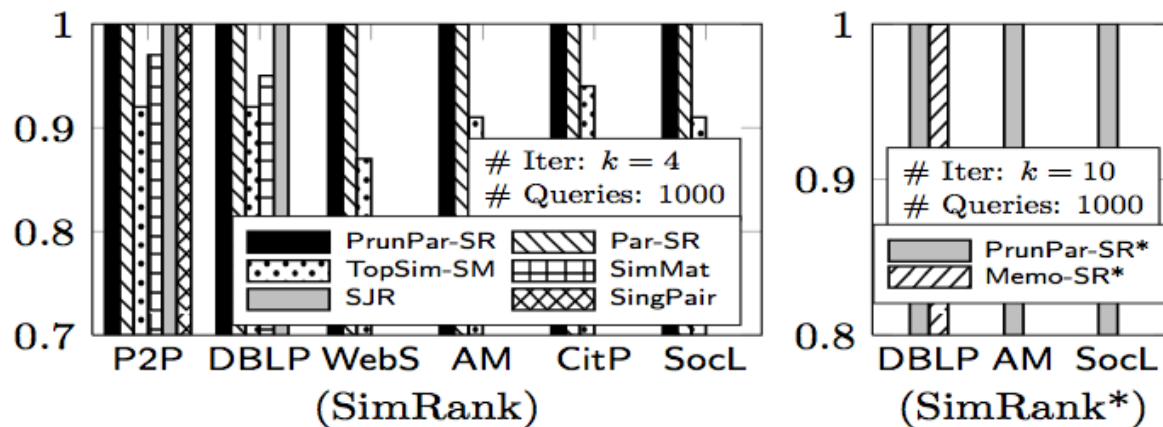 1
0.9
0.8
0.7
# Iter: k = 4
# Queries: 1000
PrunPar-SR
Par-SR
TopSim-SM
SimMat
SJR
SingPair
P2P DBLP WebS AM CitP SocL
(SimRank)
1
0.9
0.8
# Iter: k = 10
# Queries: 1000
PrunPar-SR*
Memo-SR*
DBLP AM SocL
(SimRank*)